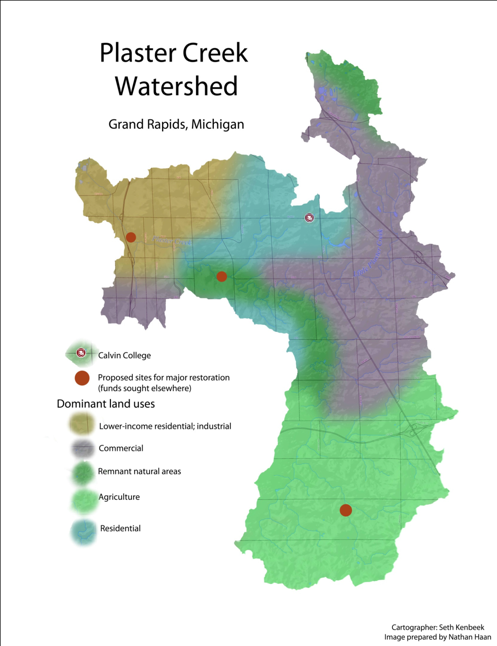 Plaster Creek
Watershed
Grand Rapids, Michigan
Calvin College
Proposed sites for major restoration
(funds sought elsewhere)
Dominant land uses
Lower-income residential; industrial
Commercial
Remnant natural areas
Agriculture
Residential
Cartographer: Seth Kenbeek
Image prepared by Nathan Haan